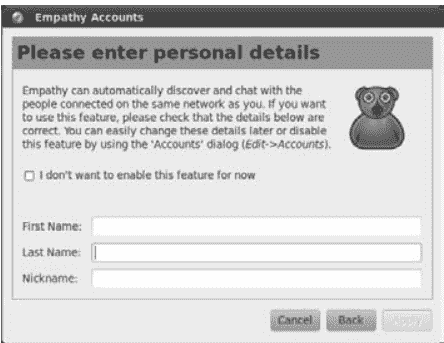 Empathy Accounts
Please enter personal details
Empathy can automatically discover and chat with the
people connected on the same network as you. If you want
to use this feature, please check that the details below are
correct. You can easily change these details later or disable
this feature by using the 'Accounts' dialog (Edit->Accounts).
I don't want to enable this feature for now
First Name:
Last Name:
Nickname:
Cancel Back Apply